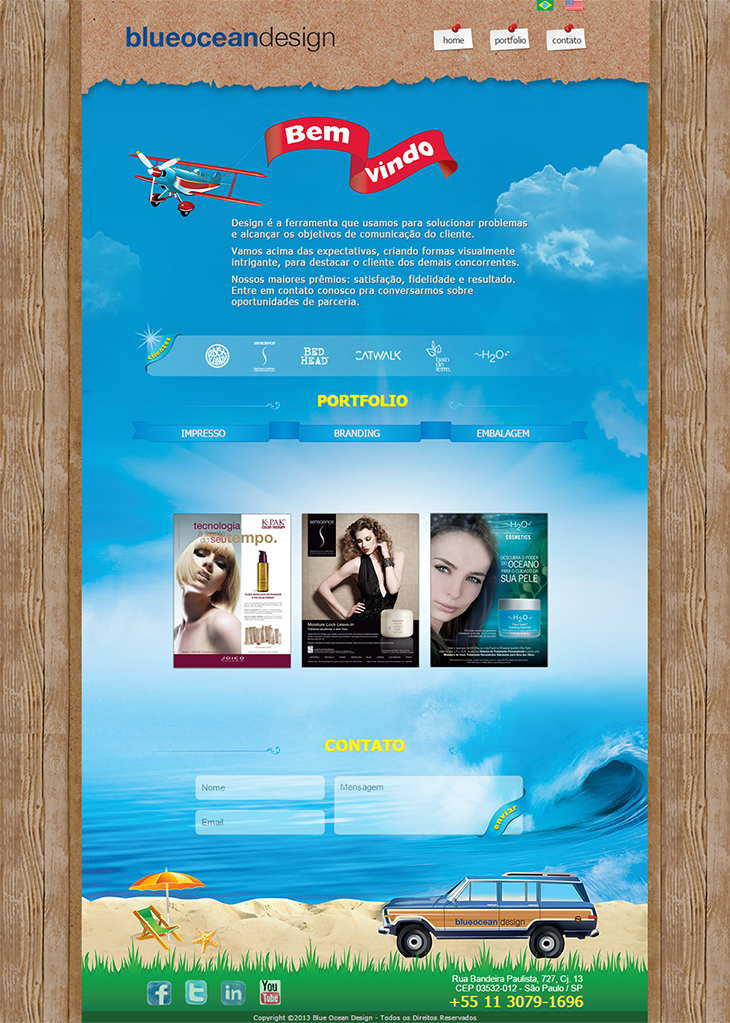 blueoceandesign
home
portfolio
contato
Bem
vindo
Design é a ferramenta que usamos para solucionar problemas
e alcançar os objetivos de comunicação do cliente.
Vamos acima das expectativas, criando formas visualmente
intrigante, para destacar o cliente dos demais concorrentes.
Nossos maiores prêmios: satisfação, fidelidade e resultado.
Entre em contato conosco pra conversarmos sobre
oportunidades de parceria.
clientes
senscience
BED
HEAD
CATWALK
bain
de
terre
~H2O+
PORTFOLIO
IMPRESSO
BRANDING
EMBALAGEM
tecnologia
do seu tempo.
K-PAK
COLOR THERAPY
JOICO
senscience
Moisture Lock Leave-in
~H2O+
COSMETICS
DESCUBRA O PODER
DO OCEANO
PARA O CUIDADO DA
SUA PELE
~H2O+
CONTATO
Nome
Mensagem
Email
enviar
blueocean design
Rua Bandeira Paulista, 727, Cj. 13
CEP 03532-012 - São Paulo / SP
+55 11 3079-1696
You
Tube
Copyright ©2013 Blue Ocean Design - Todos os Direitos Reservados